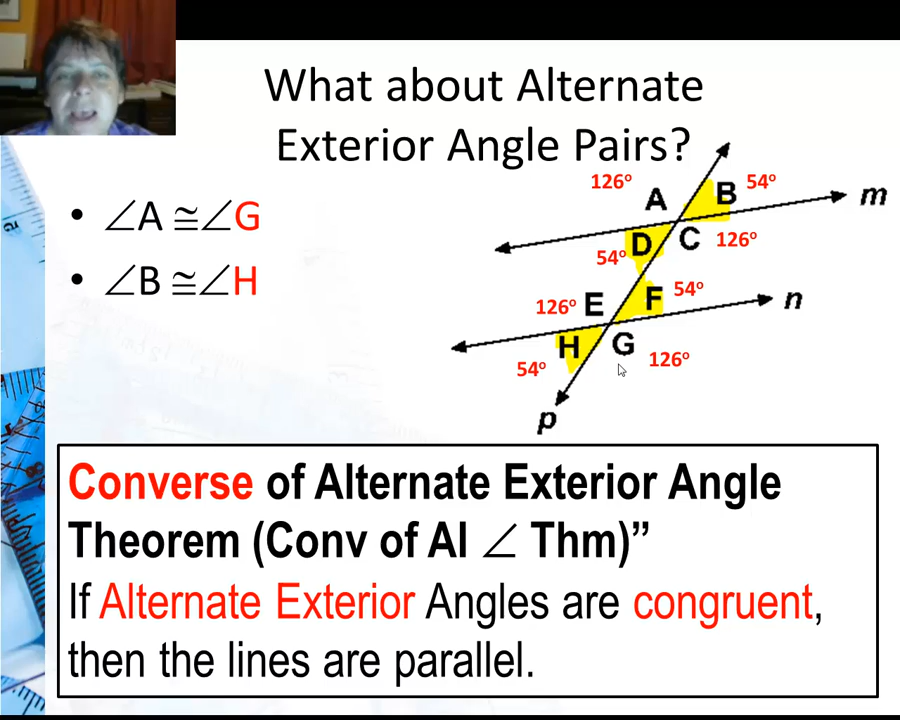 What about Alternate
Exterior Angle Pairs?
• ∠A ≅ ∠G
• ∠B ≅ ∠H
126° A B 54° m
54° D C 126°
126° E F 54° n
54° H G 126°
p
Converse of Alternate Exterior Angle
Theorem (Conv of AI ∠ Thm)”
If Alternate Exterior Angles are congruent,
then the lines are parallel.